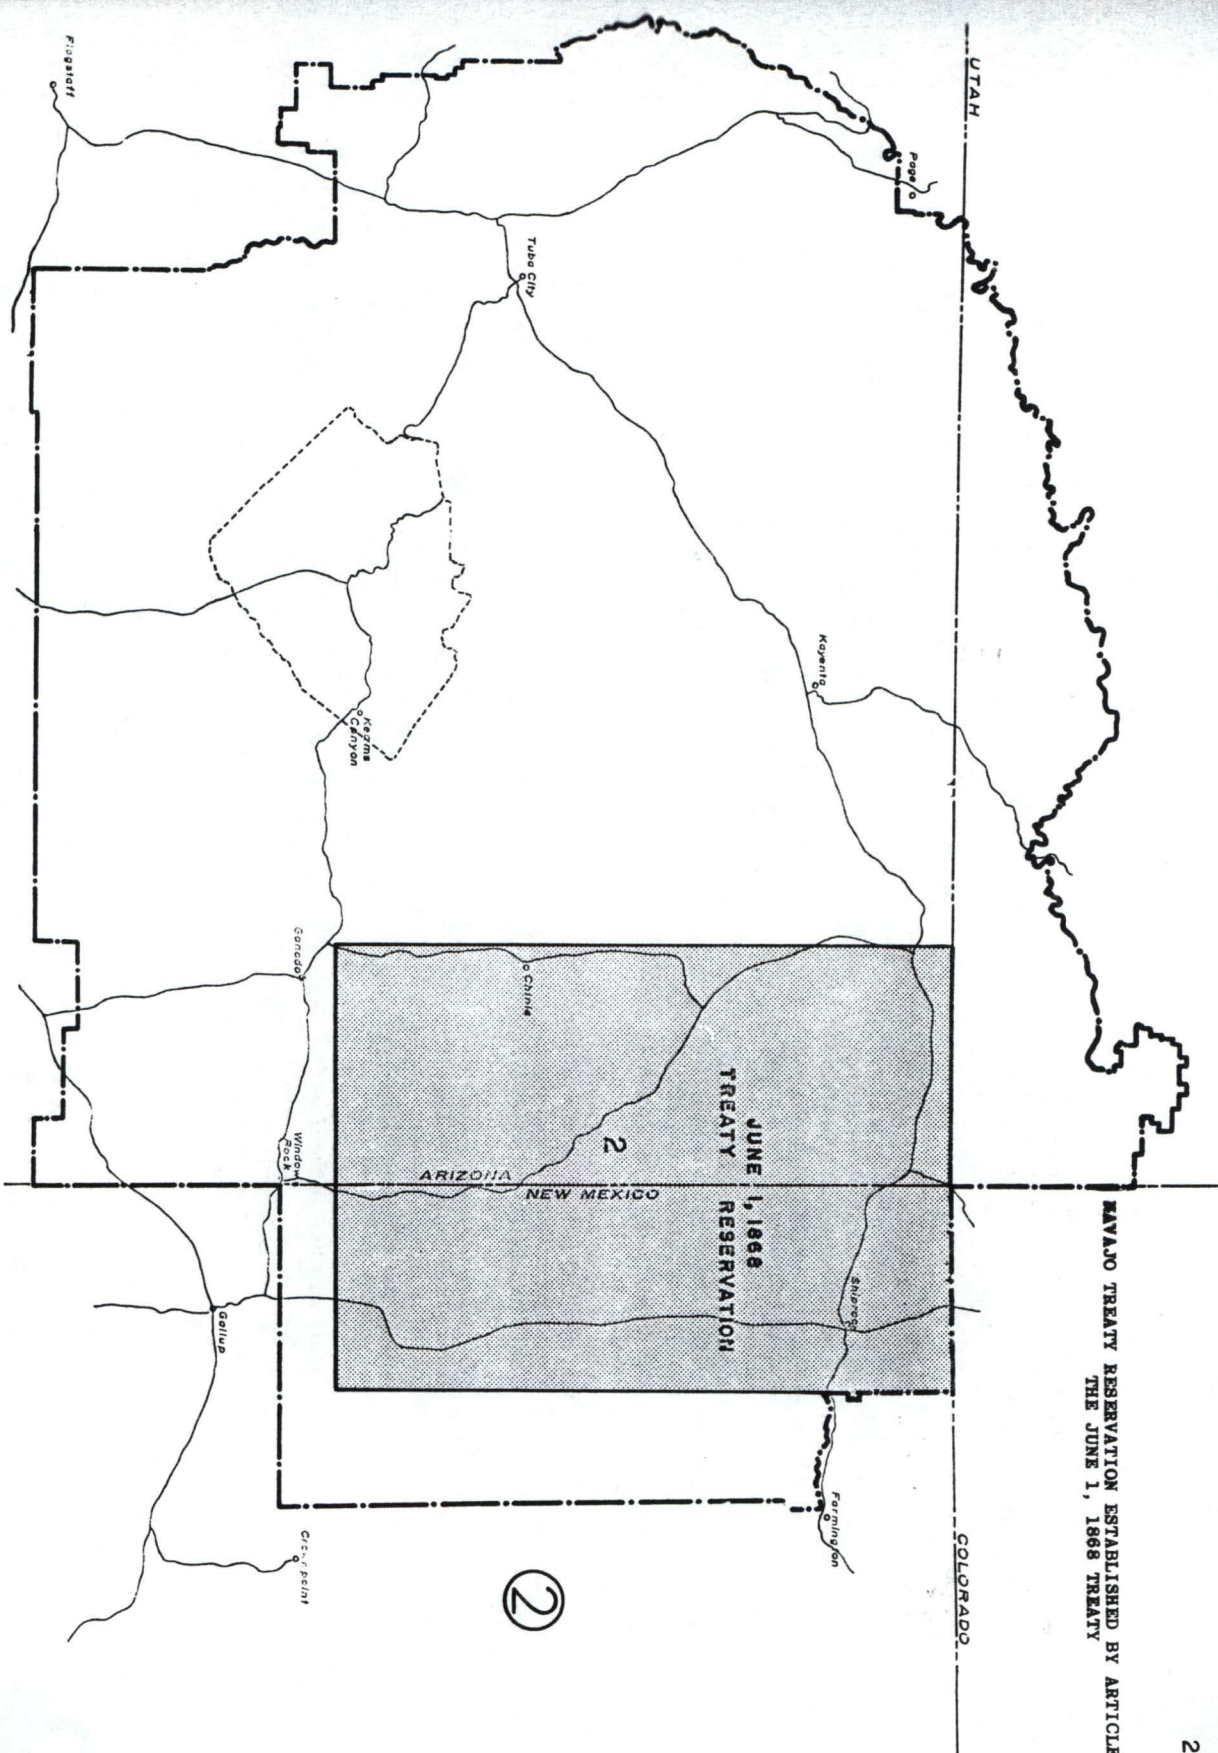 2
NAVAJO TREATY RESERVATION ESTABLISHED BY ARTICLE
THE JUNE 1, 1868 TREATY
UTAH
COLORADO
Page
Kayenta
Shiprock
Farmington
JUNE 1, 1868
TREATY RESERVATION
2
Tuba City
Chinle
ARIZONA
NEW MEXICO
2
Keams
Canyon
Ganado
Window
Rock
Crownpoint
Gallup
Flagstaff